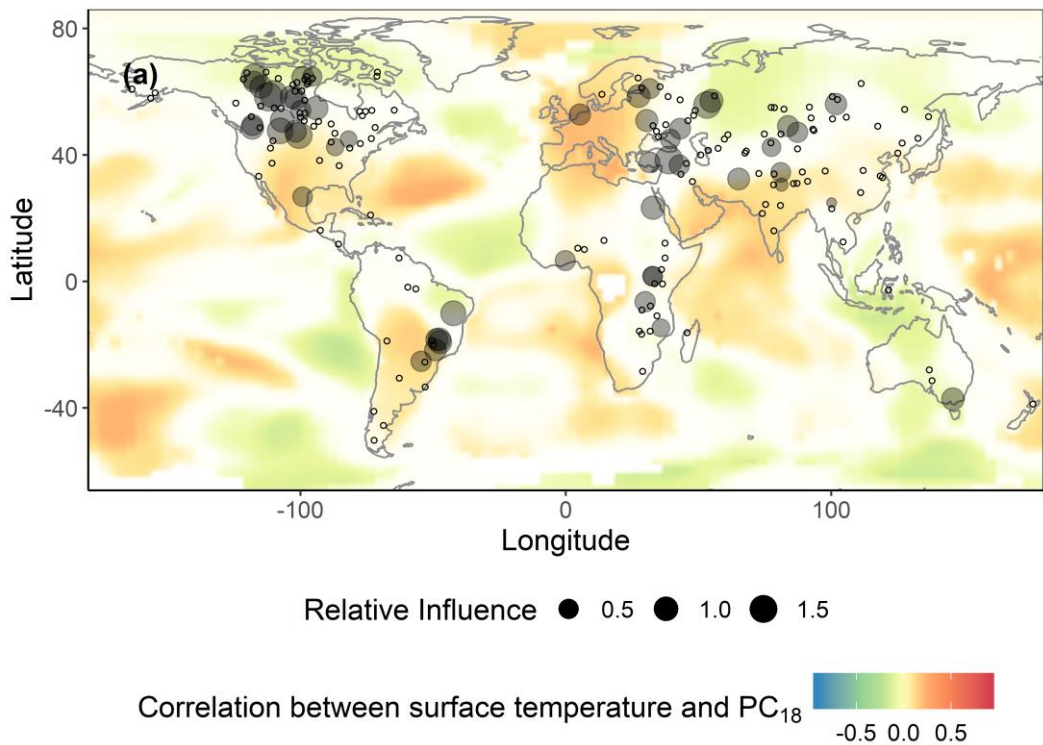 (a)
80
40
0
-40
Latitude
-100 0 100
Longitude
Relative Influence 0.5 1.0 1.5
Correlation between surface temperature and PC₁₈
-0.5 0.0 0.5